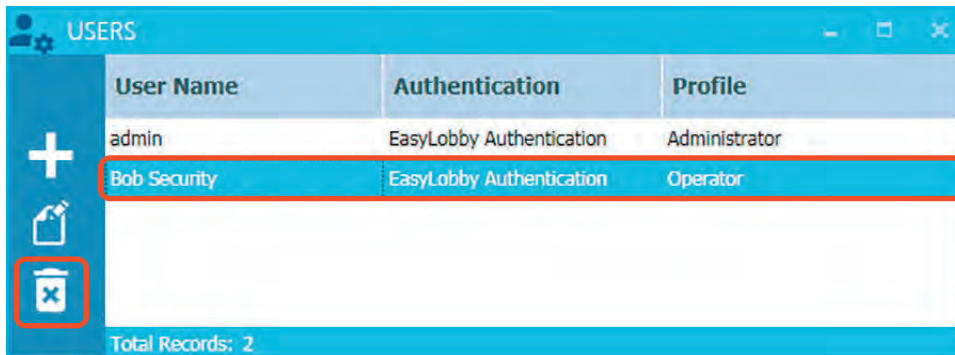 USERS
User Name Authentication Profile
admin EasyLobby Authentication Administrator
Bob Security EasyLobby Authentication Operator
Total Records: 2